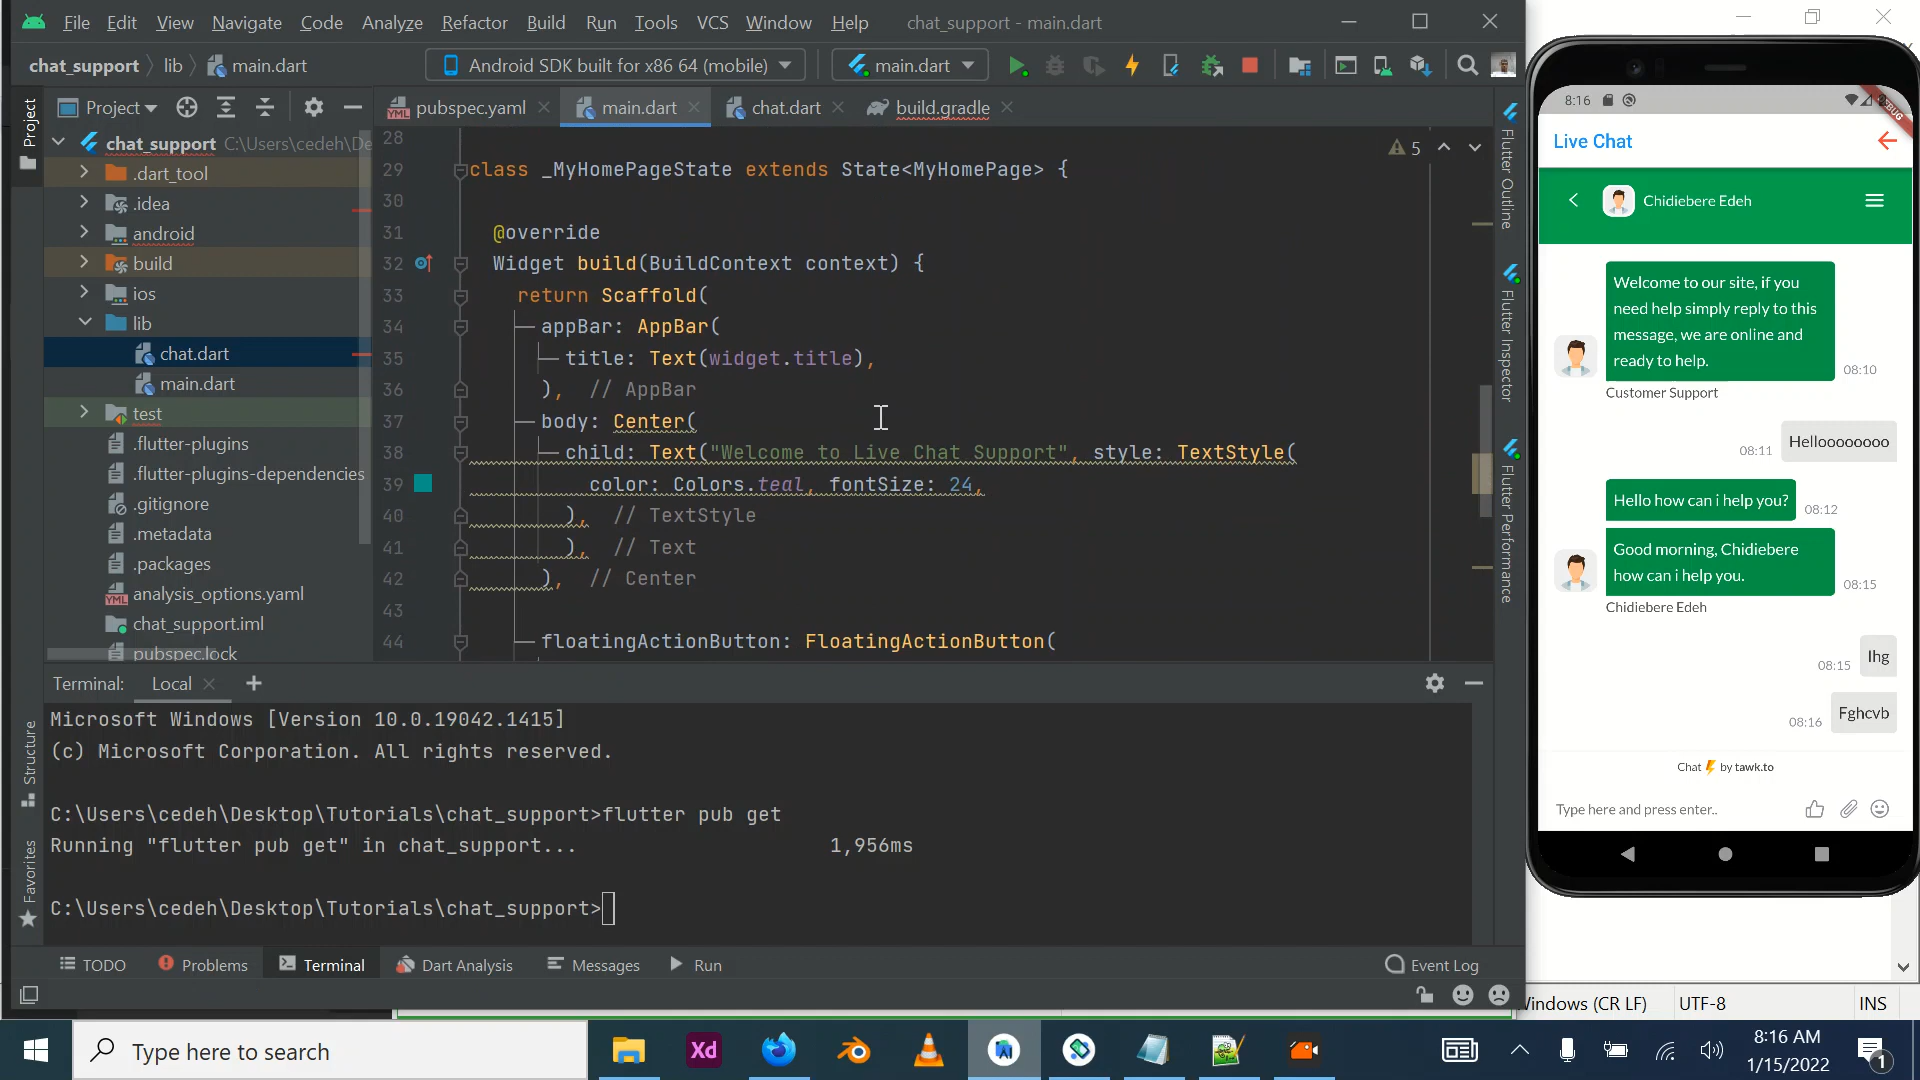 File Edit View Navigate Code Analyze Refactor Build Run Tools VCS Window Help chat_support - main.dart
chat_support lib main.dart
Android SDK built for x86 64 (mobile)
main.dart
Project
Project
pubspec.yaml
main.dart
chat.dart
build.gradle
chat_support C:\Users\cedeh\De
.dart_tool
.idea
android
build
ios
lib
chat.dart
main.dart
test
.flutter-plugins
.flutter-plugins-dependencies
.gitignore
.metadata
.packages
analysis_options.yaml
chat_support.iml
pubspec.lock
5
28
29 class _MyHomePageState extends State<MyHomePage> {
30
31 @override
32 Widget build(BuildContext context) {
33 return Scaffold(
34 appBar: AppBar(
35 title: Text(widget.title),
36 ), // AppBar
37 body: Center(
38 child: Text("Welcome to Live Chat Support", style: TextStyle(
39 color: Colors.teal, fontSize: 24,
40 ), // TextStyle
41 ), // Text
42 ), // Center
43
44 floatingActionButton: FloatingActionButton(
Flutter Outline
Flutter Inspector
Flutter Performance
Structure
Favorites
Terminal: Local
Microsoft Windows [Version 10.0.19042.1415]
(c) Microsoft Corporation. All rights reserved.
C:\Users\cedeh\Desktop\Tutorials\chat_support>flutter pub get
Running "flutter pub get" in chat_support... 1,956ms
C:\Users\cedeh\Desktop\Tutorials\chat_support>
TODO Problems Terminal Dart Analysis Messages Run Event Log
8:16
DEBUG
Live Chat
Chidiebere Edeh
Welcome to our site, if you
need help simply reply to this
message, we are online and
ready to help.
08:10
Customer Support
08:11 Helloooooooo
Hello how can i help you?
08:12
Good morning, Chidiebere
how can i help you.
08:15
Chidiebere Edeh
08:15 Ihg
08:16 Fghcvb
Chat by tawk.to
Type here and press enter..
Windows (CR LF) UTF-8 INS
Type here to search
Xd
8:16 AM
1/15/2022
1